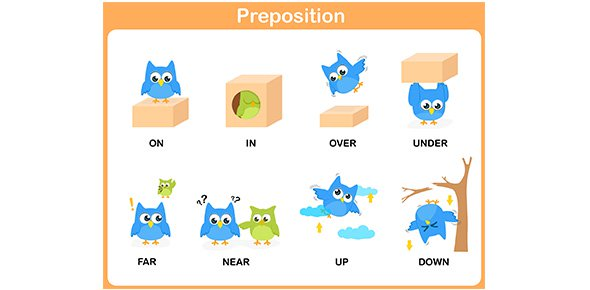 Preposition
ON IN OVER UNDER
! ? ? ? ?
FAR NEAR UP DOWN